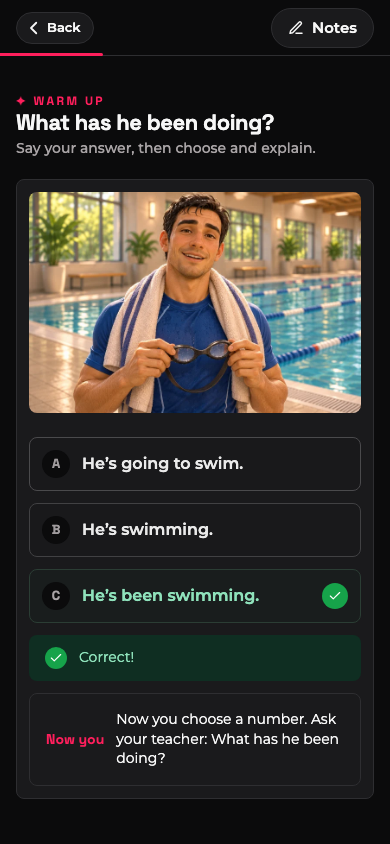 Back
Notes
WARM UP
What has he been doing?
Say your answer, then choose and explain.
A He's going to swim.
B He's swimming.
C He's been swimming.
Correct!
Now you
Now you choose a number. Ask
your teacher: What has he been
doing?